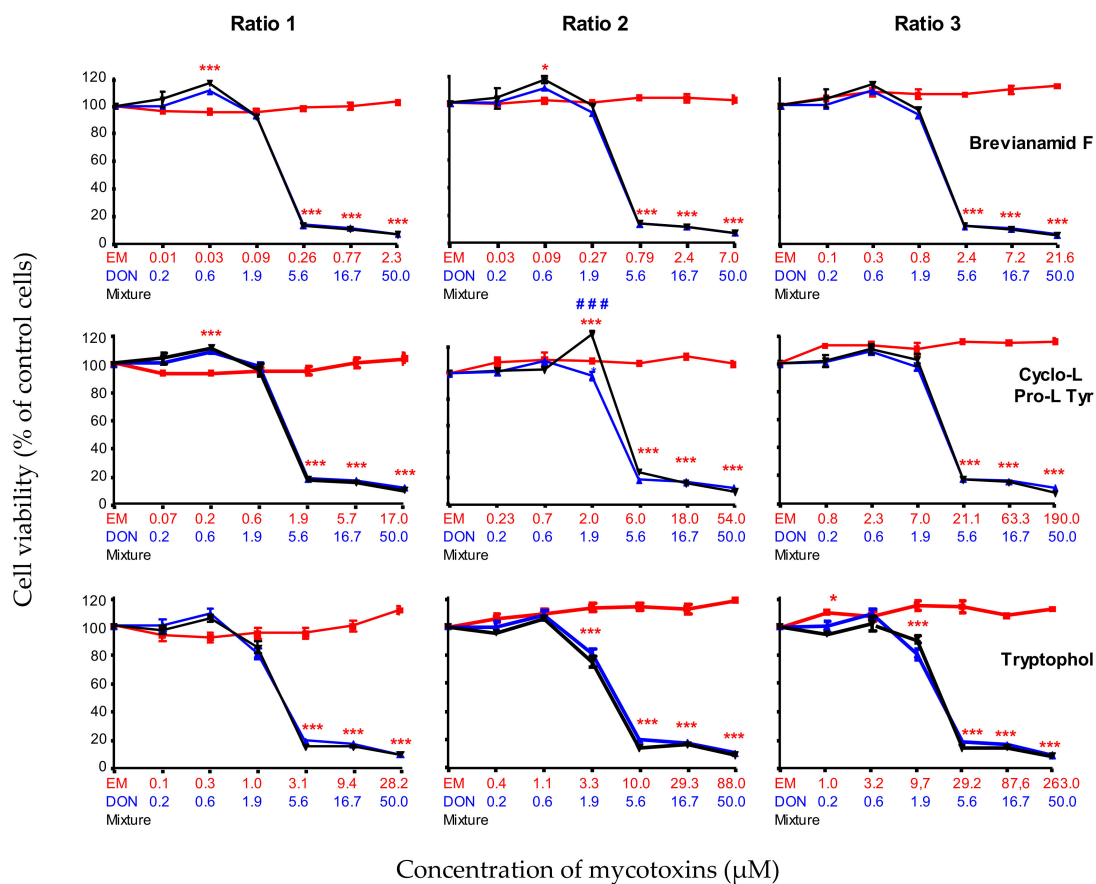 Ratio 1 Ratio 2 Ratio 3
Cell viability (% of control cells)
120
100
80
60
40
20
0
*** * 
*** *** *** *** *** *** *** *** ***
Brevianamid F
EM 0.01 0.03 0.09 0.26 0.77 2.3 EM 0.03 0.09 0.27 0.79 2.4 7.0 EM 0.1 0.3 0.8 2.4 7.2 21.6
DON 0.2 0.6 1.9 5.6 16.7 50.0 DON 0.2 0.6 1.9 5.6 16.7 50.0 DON 0.2 0.6 1.9 5.6 16.7 50.0
Mixture Mixture Mixture
120
100
80
60
40
20
0
###
*** ***
*** *** *** *** *** *** *** *** ***
Cyclo-L
Pro-L Tyr
EM 0.07 0.2 0.6 1.9 5.7 17.0 EM 0.23 0.7 2.0 6.0 18.0 54.0 EM 0.8 2.3 7.0 21.1 63.3 190.0
DON 0.2 0.6 1.9 5.6 16.7 50.0 DON 0.2 0.6 1.9 5.6 16.7 50.0 DON 0.2 0.6 1.9 5.6 16.7 50.0
Mixture Mixture Mixture
120
100
80
60
40
20
0
*
*** ***
*** *** *** *** *** *** *** *** ***
Tryptophol
EM 0.1 0.3 1.0 3.1 9.4 28.2 EM 0.4 1.1 3.3 10.0 29.3 88.0 EM 1.0 3.2 9,7 29.2 87,6 263.0
DON 0.2 0.6 1.9 5.6 16.7 50.0 DON 0.2 0.6 1.9 5.6 16.7 50.0 DON 0.2 0.6 1.9 5.6 16.7 50.0
Mixture Mixture Mixture
Concentration of mycotoxins (µM)